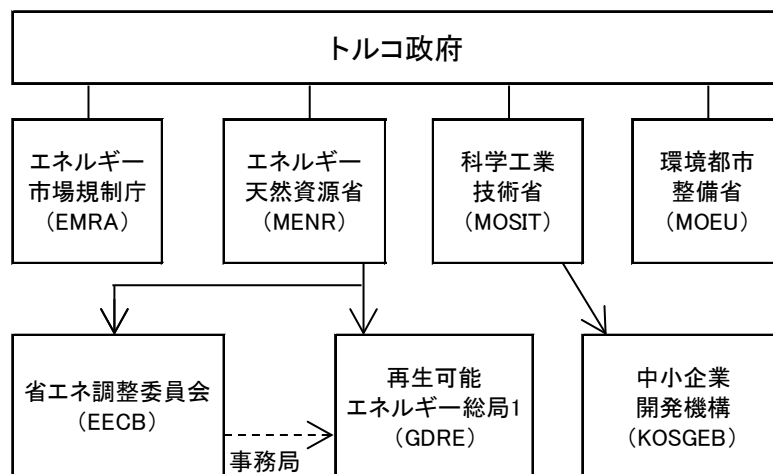 トルコ政府
エネルギー
市場規制庁
（EMRA）
エネルギー
天然資源省
（MENR）
科学工業
技術省
（MOSIT）
環境都市
整備省
（MOEU）
省エネ調整委員会
（EECB）
事務局
再生可能
エネルギー総局1
（GDRE）
中小企業
開発機構
（KOSGEB）